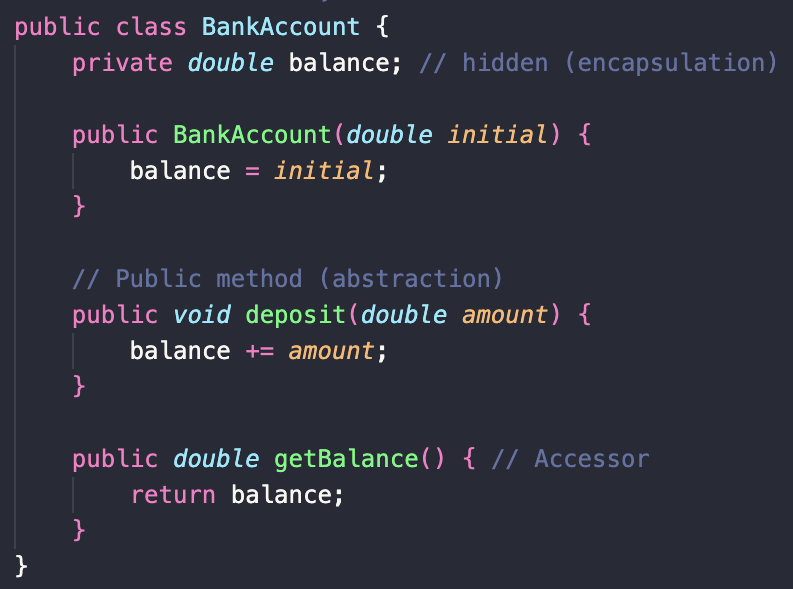 public class BankAccount {
    private double balance; // hidden (encapsulation)
    public BankAccount(double initial) {
        balance = initial;
    }
    // Public method (abstraction)
    public void deposit(double amount) {
        balance += amount;
    }
    public double getBalance() { // Accessor
        return balance;
    }
}